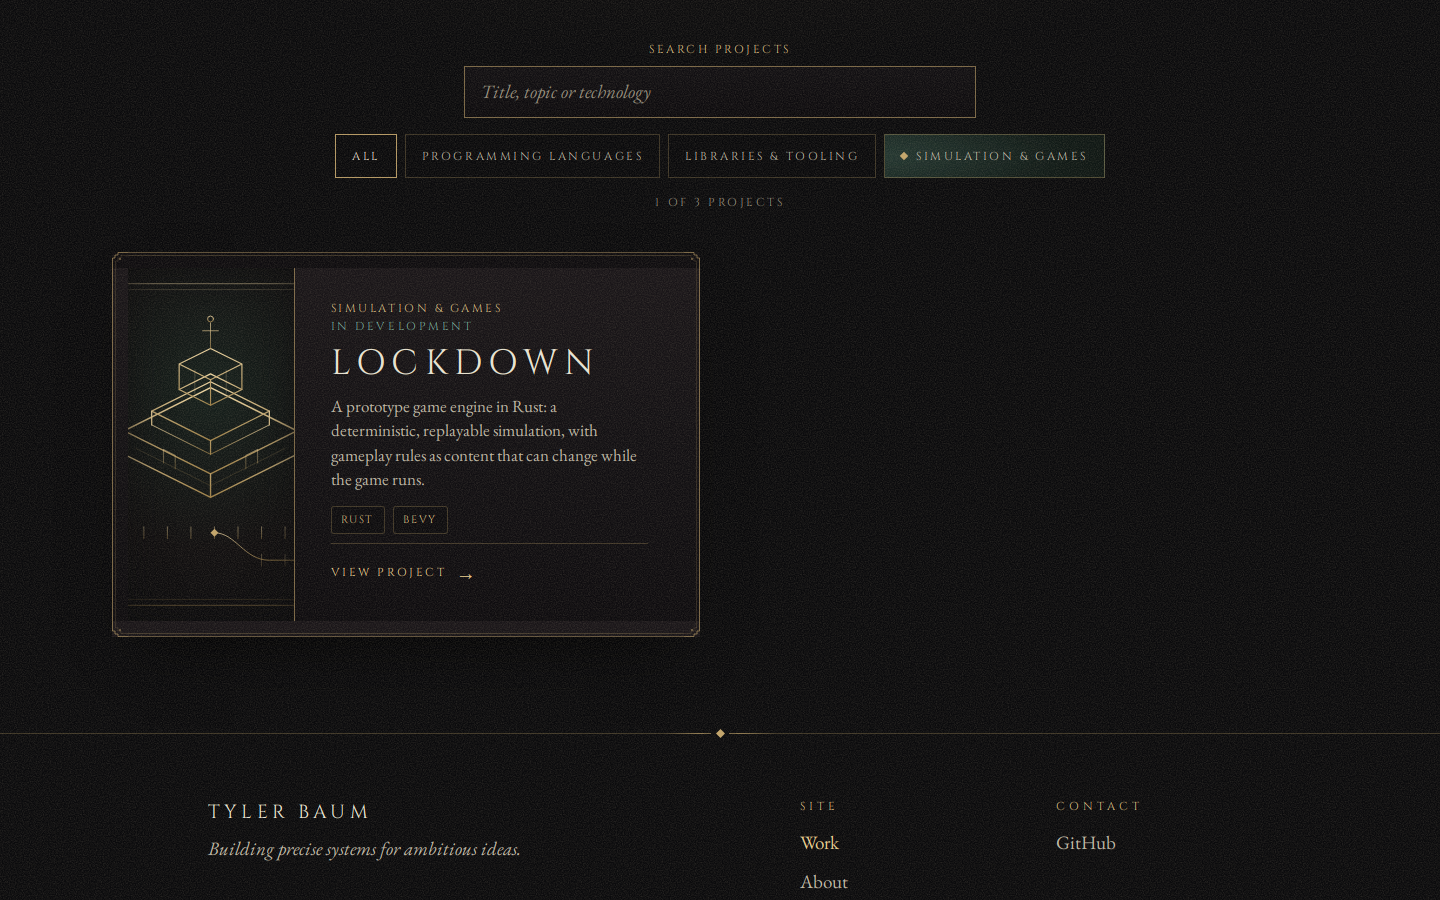 SEARCH PROJECTS
Title, topic or technology
ALL
PROGRAMMING LANGUAGES
LIBRARIES & TOOLING
SIMULATION & GAMES
1 OF 3 PROJECTS
SIMULATION & GAMES
IN DEVELOPMENT
LOCKDOWN
A prototype game engine in Rust: a
deterministic, replayable simulation, with
gameplay rules as content that can change while
the game runs.
RUST
BEVY
VIEW PROJECT →
TYLER BAUM
Building precise systems for ambitious ideas.
SITE
Work
About
CONTACT
GitHub